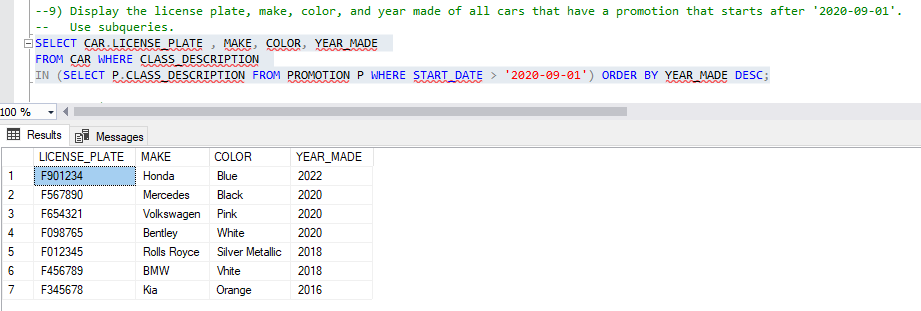 --9) Display the license plate, make, color, and year made of all cars that have a promotion that starts after '2020-09-01'.
-- Use subqueries.
SELECT CAR.LICENSE_PLATE , MAKE, COLOR, YEAR_MADE
FROM CAR WHERE CLASS_DESCRIPTION
IN (SELECT P.CLASS_DESCRIPTION FROM PROMOTION P WHERE START_DATE > '2020-09-01') ORDER BY YEAR_MADE DESC;
100 %
Results Messages
LICENSE_PLATE MAKE COLOR YEAR_MADE
1 F901234 Honda Blue 2022
2 F567890 Mercedes Black 2020
3 F654321 Volkswagen Pink 2020
4 F098765 Bentley White 2020
5 F012345 Rolls Royce Silver Metallic 2018
6 F456789 BMW Vhite 2018
7 F345678 Kia Orange 2016